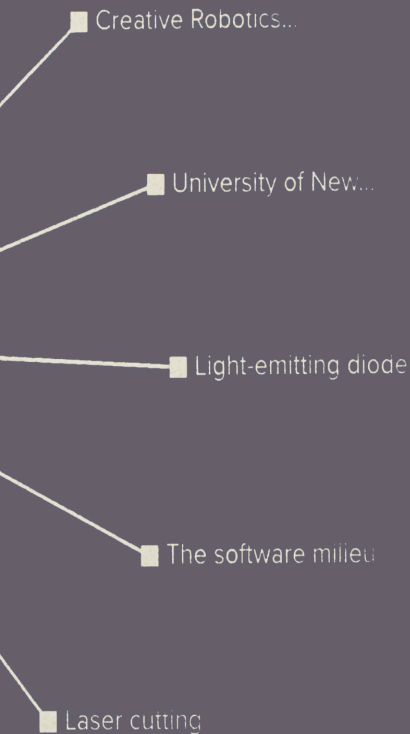 Creative Robotics...
University of New...
Light-emitting diode
The software milieu
Laser cutting